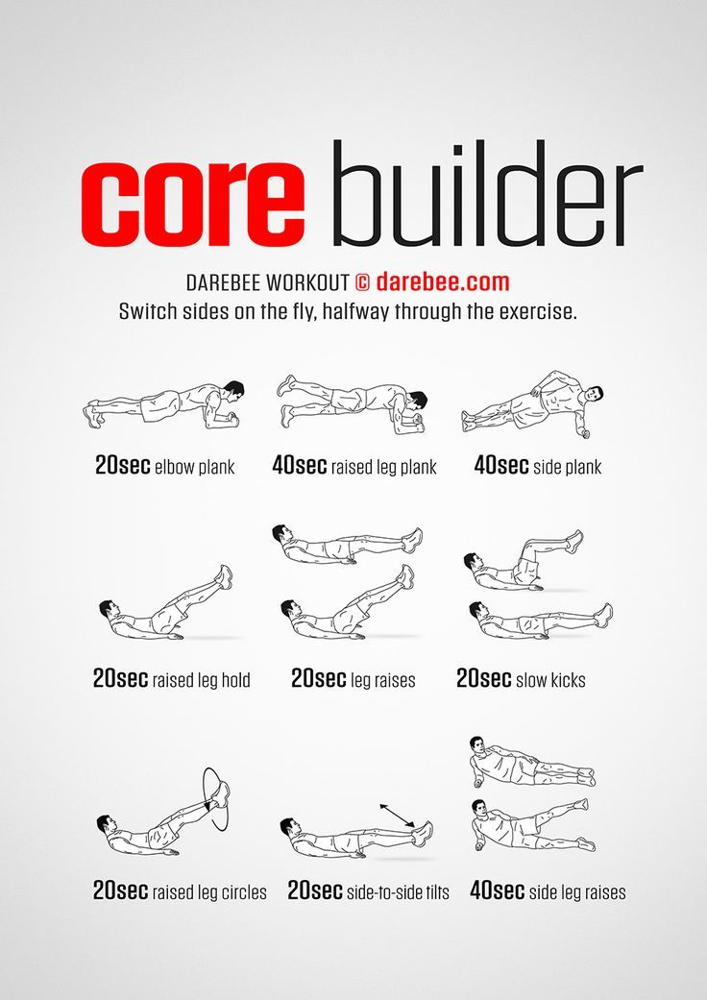 core builder
DAREBEE WORKOUT © darebee.com
Switch sides on the fly, halfway through the exercise.
20sec elbow plank
40sec raised leg plank
40sec side plank
20sec raised leg hold
20sec leg raises
20sec slow kicks
20sec raised leg circles
20sec side-to-side tilts
40sec side leg raises